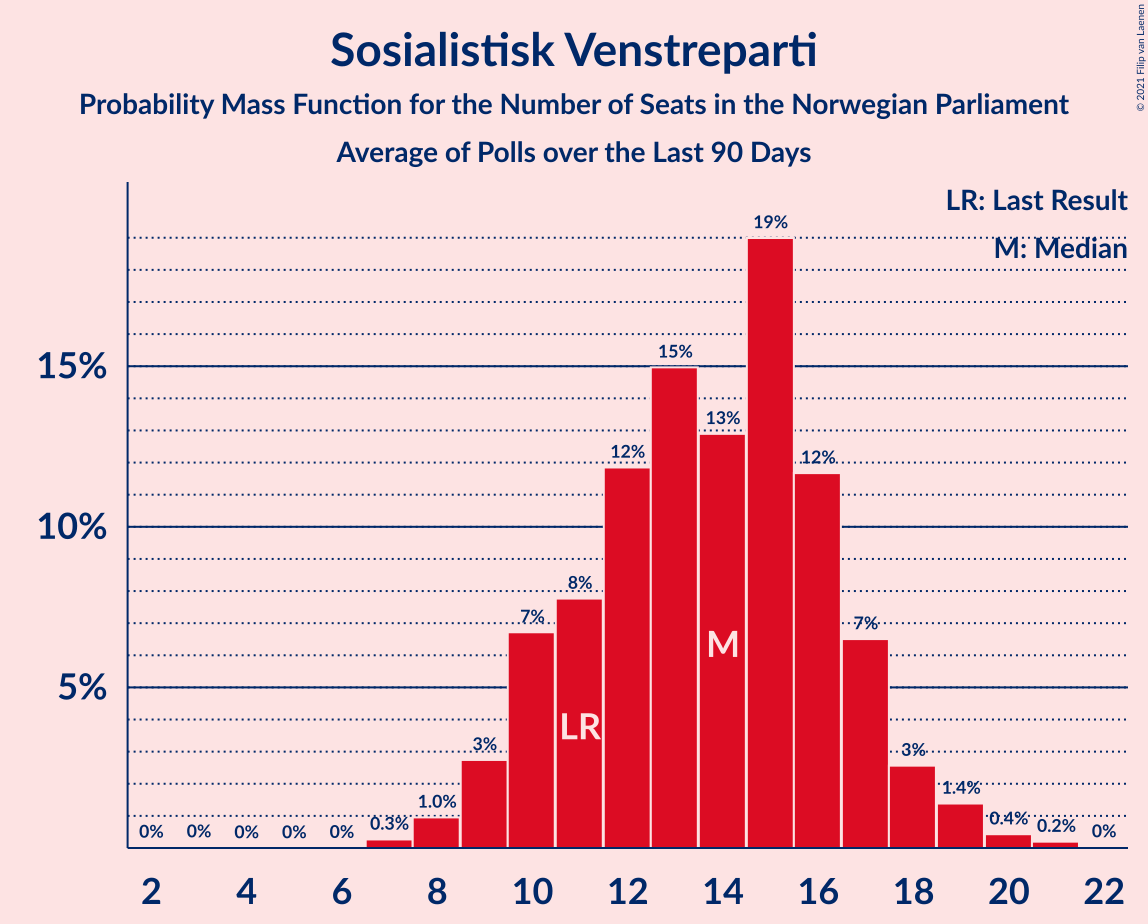 Sosialistisk Venstreparti
Probability Mass Function for the Number of Seats in the Norwegian Parliament
Average of Polls over the Last 90 Days
© 2021 Filip van Laenen
LR: Last Result
M: Median
19%
15%
15%
13%
12%
12%
10%
8%
7%
7%
M
5%
LR
3%
3%
1.4%
1.0%
0.4%
0.3%
0.2%
0% 0% 0% 0% 0% 0%
2 4 6 8 10 12 14 16 18 20 22